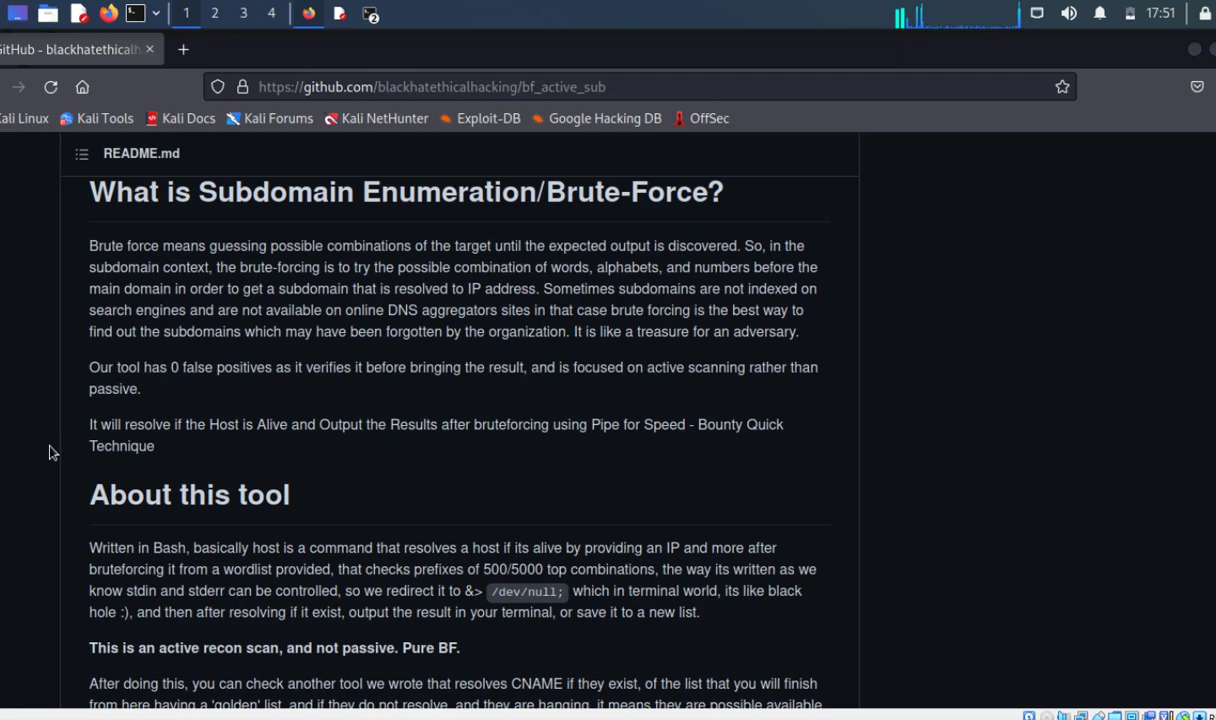 1 2 3 4 2 17:51
GitHub - blackhatethicalh
https://github.com/blackhatethicalhacking/bf_active_sub
Kali Linux Kali Tools Kali Docs Kali Forums Kali NetHunter Exploit-DB Google Hacking DB OffSec
README.md
What is Subdomain Enumeration/Brute-Force?
Brute force means guessing possible combinations of the target until the expected output is discovered. So, in the
subdomain context, the brute-forcing is to try the possible combination of words, alphabets, and numbers before the
main domain in order to get a subdomain that is resolved to IP address. Sometimes subdomains are not indexed on
search engines and are not available on online DNS aggregators sites in that case brute forcing is the best way to
find out the subdomains which may have been forgotten by the organization. It is like a treasure for an adversary.
Our tool has 0 false positives as it verifies it before bringing the result, and is focused on active scanning rather than
passive.
It will resolve if the Host is Alive and Output the Results after bruteforcing using Pipe for Speed - Bounty Quick
Technique
About this tool
Written in Bash, basically host is a command that resolves a host if its alive by providing an IP and more after
bruteforcing it from a wordlist provided, that checks prefixes of 500/5000 top combinations, the way its written as we
know stdin and stderr can be controlled, so we redirect it to &> /dev/null; which in terminal world, its like black
hole :), and then after resolving if it exist, output the result in your terminal, or save it to a new list.
This is an active recon scan, and not passive. Pure BF.
After doing this, you can check another tool we wrote that resolves CNAME if they exist, of the list that you will finish
from here having a 'golden' list, and if they do not resolve, and they are hanging, it means they are possible available